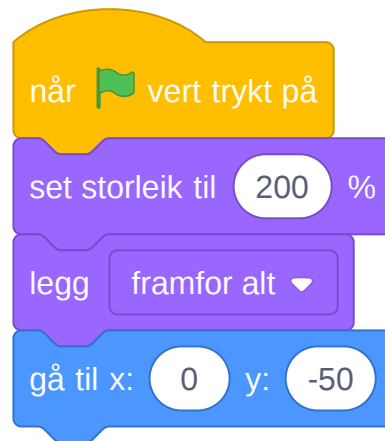 når vert trykt på
set storleik til 200 %
legg framfor alt
gå til x: 0 y: -50